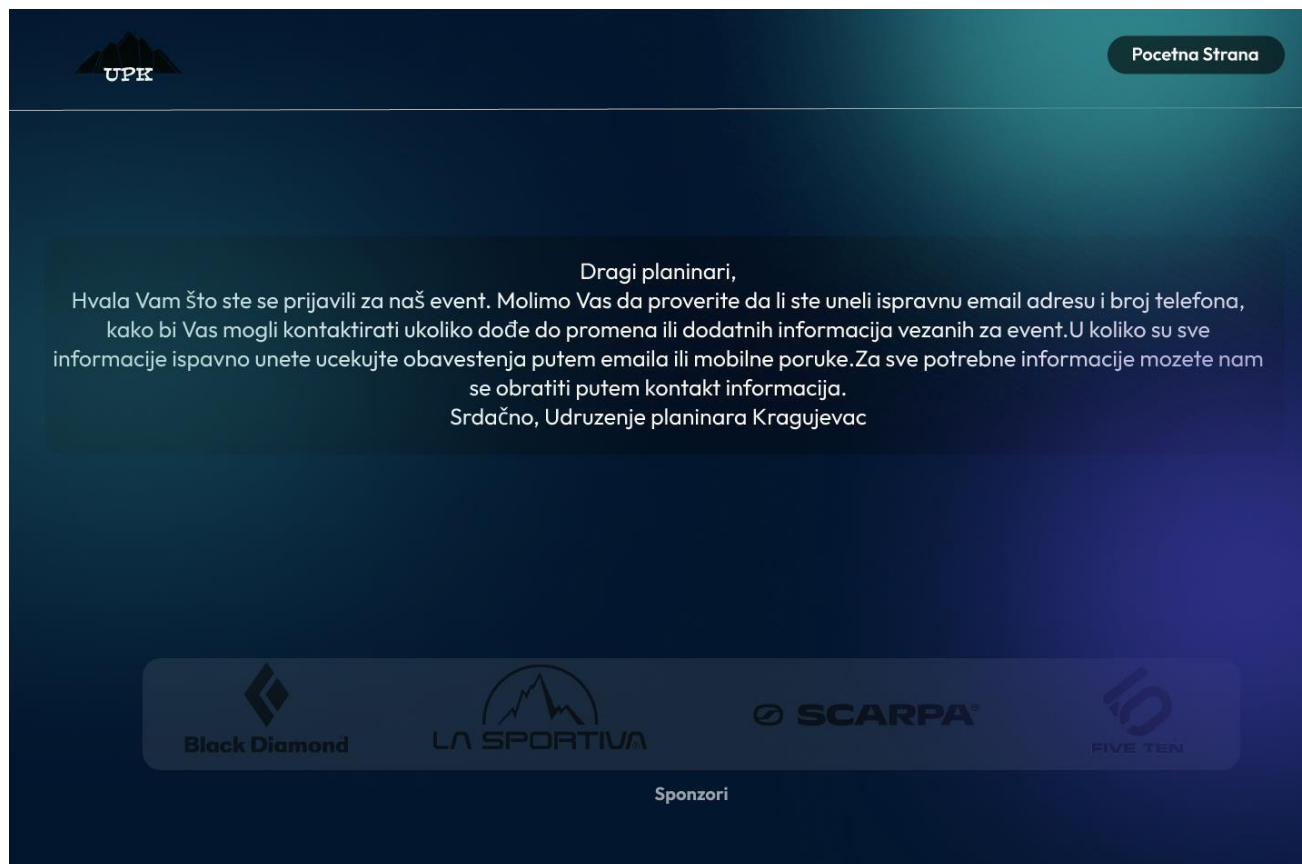 UPK
Pocetna Strana
Dragi planinari,
Hvala Vam što ste se prijavili za naš event. Molimo Vas da proverite da li ste uneli ispravnu email adresu i broj telefona,
kako bi Vas mogli kontaktirati ukoliko dođe do promena ili dodatnih informacija vezanih za event.U koliko su sve
informacije ispavno unete ucekujte obavestenja putem emaila ili mobilne poruke.Za sve potrebne informacije mozete nam
se obratiti putem kontakt informacija.
Srdačno, Udruzenje planinara Kragujevac
Black Diamond
LA SPORTIVA®
SCARPA®
FIVE TEN
Sponzori